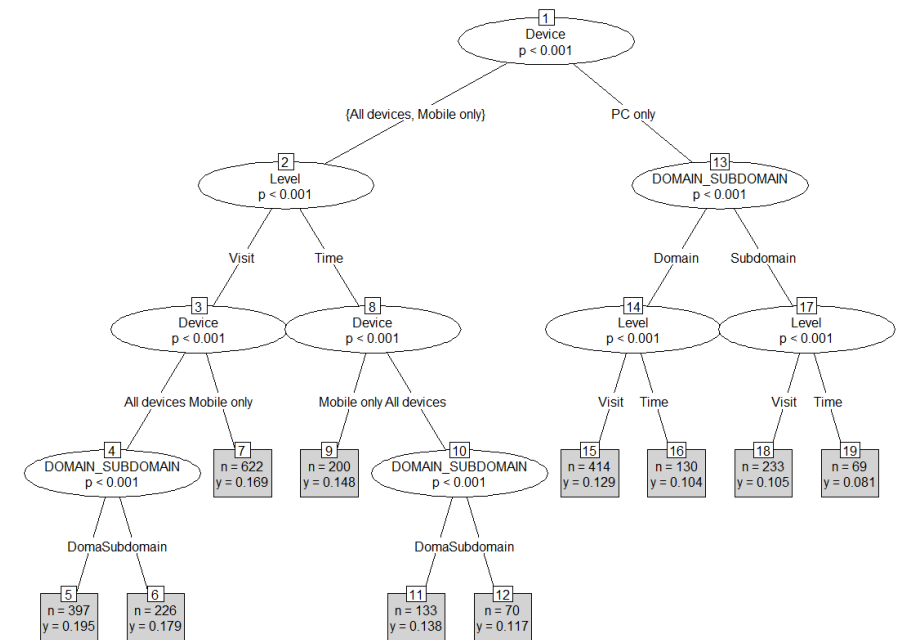 1
Device
p < 0.001
{All devices, Mobile only}
PC only
2
Level
p < 0.001
13
DOMAIN_SUBDOMAIN
p < 0.001
Visit
Time
Domain
Subdomain
3
Device
p < 0.001
8
Device
p < 0.001
14
Level
p < 0.001
17
Level
p < 0.001
All devices
Mobile only
Mobile only
All devices
Visit
Time
Visit
Time
4
DOMAIN_SUBDOMAIN
p < 0.001
7
n = 622
y = 0.169
9
n = 200
y = 0.148
10
DOMAIN_SUBDOMAIN
p < 0.001
15
n = 414
y = 0.129
16
n = 130
y = 0.104
18
n = 233
y = 0.105
19
n = 69
y = 0.081
DomaSubdomain
DomaSubdomain
5
n = 397
y = 0.195
6
n = 226
y = 0.179
11
n = 133
y = 0.138
12
n = 70
y = 0.117